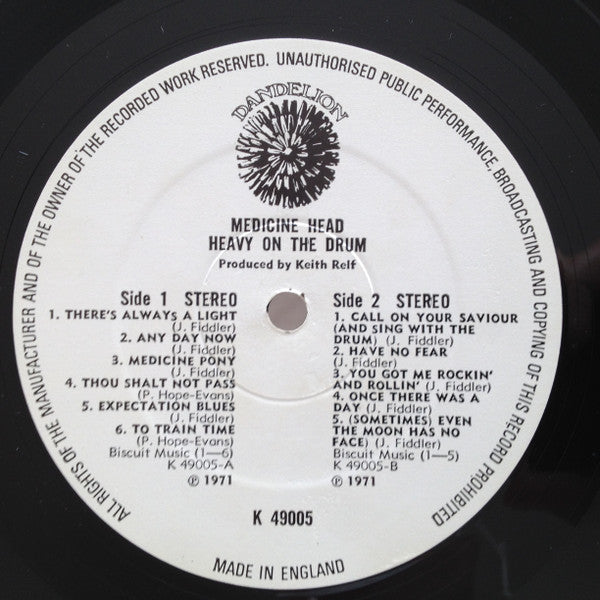 ALL RIGHTS OF THE MANUFACTURER AND OF THE OWNER OF THE RECORDED WORK RESERVED. UNAUTHORISED PUBLIC PERFORMANCE, BROADCASTING AND COPYING OF THIS RECORD PROHIBITED
DANDELION
MEDICINE HEAD
HEAVY ON THE DRUM
Produced by Keith Relf
Side 1 STEREO
1. THERE'S ALWAYS A LIGHT
(J. Fiddler)
2. ANY DAY NOW
(J. Fiddler)
3. MEDICINE PONY
(J. Fiddler)
4. THOU SHALT NOT PASS
(P. Hope-Evans)
5. EXPECTATION BLUES
(J. Fiddler)
6. TO TRAIN TIME
(P. Hope-Evans)
Biscuit Music (1—6)
K 49005-A
℗ 1971
Side 2 STEREO
1. CALL ON YOUR SAVIOUR
(AND SING WITH THE
DRUM) (J. Fiddler)
2. HAVE NO FEAR
(J. Fiddler)
3. YOU GOT ME ROCKIN'
AND ROLLIN' (J. Fiddler)
4. ONCE THERE WAS A
DAY (J. Fiddler)
5. (SOMETIMES) EVEN
THE MOON HAS NO
FACE) (J. Fiddler)
Biscuit Music (1—5)
K 49005-B
℗ 1971
K 49005
MADE IN ENGLAND